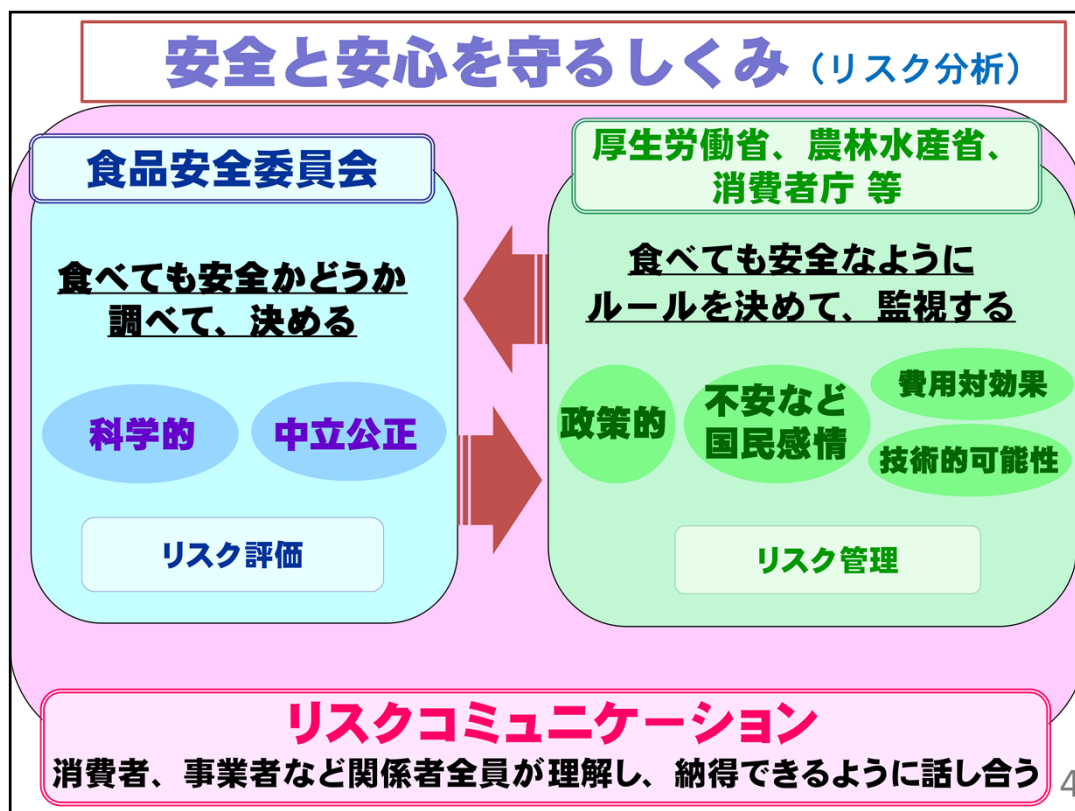 安全と安心を守るしくみ（リスク分析）
食品安全委員会
食べても安全かどうか
調べて、決める
科学的
中立公正
リスク評価
厚生労働省、農林水産省、
消費者庁 等
食べても安全なように
ルールを決めて、監視する
政策的
不安など
国民感情
費用対効果
技術的可能性
リスク管理
リスクコミュニケーション
消費者、事業者など関係者全員が理解し、納得できるように話し合う
4